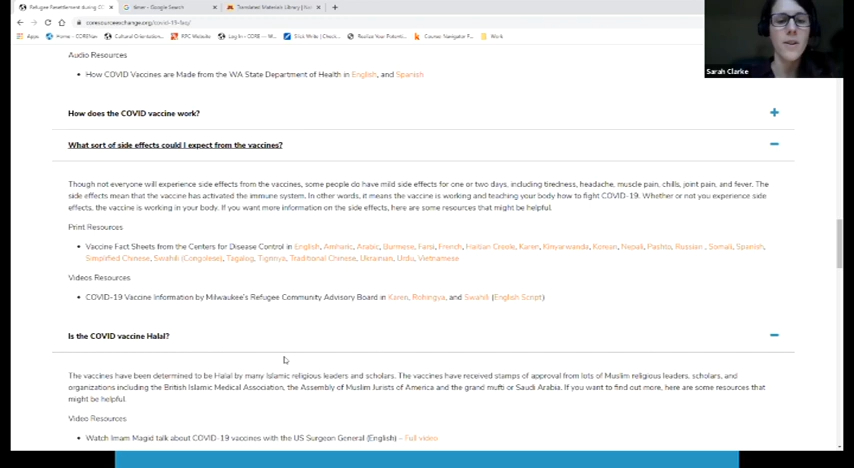 Refugee Resettlement during CO
Google Search
Translated Materials Library | Nati
coresourceexchange.org/covid-19-faq/
Apps
Home - CORENav
Cultural Orientation...
RPC Website
Log In ‹ CORE — W...
Slick Write | Check...
Realize Your Potenti...
Course: Navigator F...
Work
Sarah Clarke
Audio Resources
• How COVID Vaccines are Made from the WA State Department of Health in English, and Spanish
How does the COVID vaccine work?
What sort of side effects could I expect from the vaccines?
Though not everyone will experience side effects from the vaccines, some people do have mild side effects for one or two days, including tiredness, headache, muscle pain, chills, joint pain, and fever. The
side effects mean that the vaccine has activated the immune system. In other words, it means the vaccine is working and teaching your body how to fight COVID-19. Whether or not you experience side
effects, the vaccine is working in your body. If you want more information on the side effects, here are some resources that might be helpful.
Print Resources
• Vaccine Fact Sheets from the Centers for Disease Control in English, Amharic, Arabic, Burmese, Farsi, French, Haitian Creole, Karen, Kinyarwanda, Korean, Nepali, Pashto, Russian , Somali, Spanish,
Simplified Chinese, Swahili (Congolese), Tagalog, Tigrinya, Traditional Chinese, Ukrainian, Urdu, Vietnamese
Videos Resources
• COVID-19 Vaccine Information by Milwaukee's Refugee Community Advisory Board in Karen, Rohingya, and Swahili (English Script)
Is the COVID vaccine Halal?
The vaccines have been determined to be Halal by many Islamic religious leaders and scholars. The vaccines have received stamps of approval from lots of Muslim religious leaders, scholars, and
organizations including the British Islamic Medical Association, the Assembly of Muslim Jurists of America and the grand mufti or Saudi Arabia. If you want to find out more, here are some resources that
might be helpful.
Video Resources
• Watch Imam Magid talk about COVID-19 vaccines with the US Surgeon General (English) – Full video